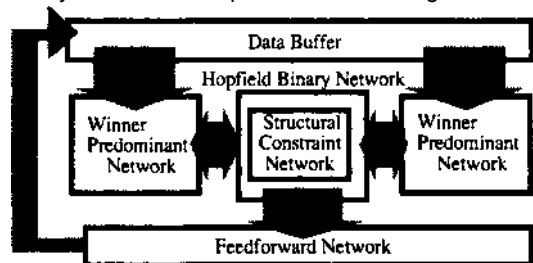 Data Buffer
Hopfield Binary Network
Winner
Predominant
Network
Structural
Constraint
Network
Winner
Predominant
Network
Feedforward Network